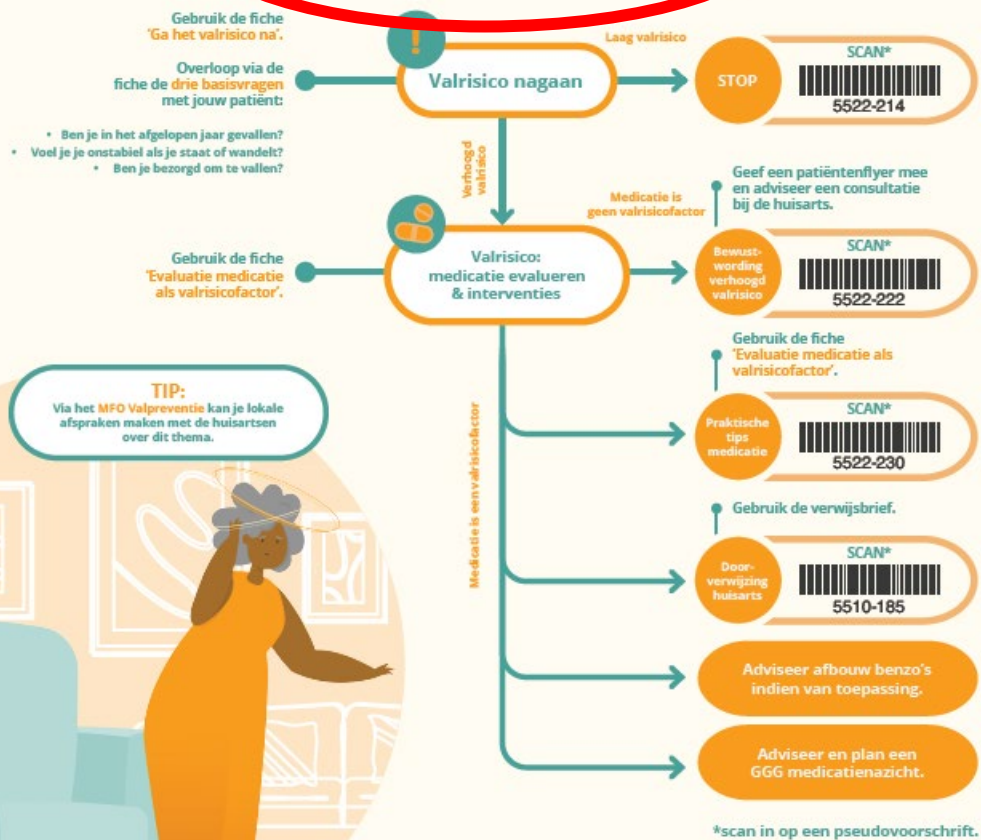 Gebruik de fiche
'Ga het valrisico na'.
Overloop via de
fiche de drie basisvragen
met jouw patiënt:
• Ben je in het afgelopen jaar gevallen?
• Voel je je onstabiel als je staat of wandelt?
• Ben je bezorgd om te vallen?
!
Valrisico nagaan
Laag valrisico
STOP
SCAN*
5522-214
Verhoogd
valrisico
Gebruik de fiche
'Evaluatie medicatie
als valrisicofactor'.
Valrisico:
medicatie evalueren
& interventies
Medicatie is
geen valrisicofactor
Geef een patiëntenflyer mee
en adviseer een consultatie
bij de huisarts.
Bewust-
wording
verhoogd
valrisico
SCAN*
5522-222
Medicatie is een valrisicofactor
Gebruik de fiche
'Evaluatie medicatie als
valrisicofactor'.
Praktische
tips
medicatie
SCAN*
5522-230
Gebruik de verwijsbrief.
Door-
verwijzing
huisarts
SCAN*
5510-185
Adviseer afbouw benzo's
indien van toepassing.
Adviseer en plan een
GGG medicatienazicht.
TIP:
Via het MFO Valpreventie kan je lokale
afspraken maken met de huisartsen
over dit thema.
*scan in op een pseudovoorschrift.